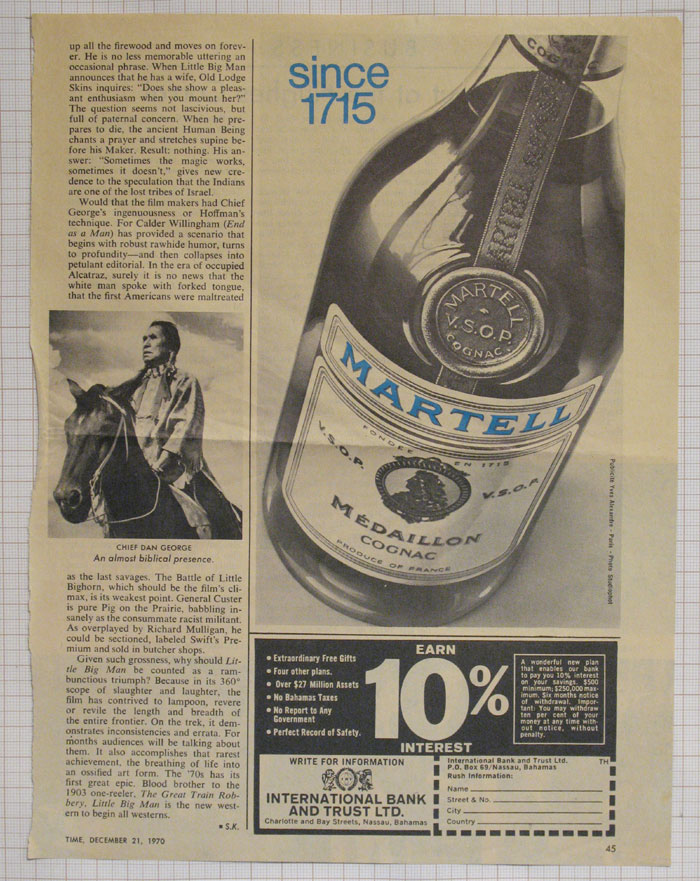 up all the firewood and moves on forev-
er. He is no less memorable uttering an
occasional phrase. When Little Big Man
announces that he has a wife, Old Lodge
Skins inquires: “Does she show a pleas-
ant enthusiasm when you mount her?”
The question seems not lascivious, but
full of paternal concern. When he pre-
pares to die, the ancient Human Being
chants a prayer and stretches supine be-
fore his Maker. Result: nothing. His an-
swer: “Sometimes the magic works,
sometimes it doesn't,” gives new cre-
dence to the speculation that the Indians
are one of the lost tribes of Israel.
Would that the film makers had Chief
George's ingenuousness or Hoffman's
technique. For Calder Willingham (End
as a Man) has provided a scenario that
begins with robust rawhide humor, turns
to profundity—and then collapses into
petulant editorial. In the era of occupied
Alcatraz, surely it is no news that the
white man spoke with forked tongue,
that the first Americans were maltreated
CHIEF DAN GEORGE
An almost biblical presence.
as the last savages. The Battle of Little
Bighorn, which should be the film's cli-
max, is its weakest point. General Custer
is pure Pig on the Prairie, babbling in-
sanely as the consummate racist militant.
As overplayed by Richard Mulligan, he
could be sectioned, labeled Swift's Pre-
mium and sold in butcher shops.
Given such grossness, why should Lit-
tle Big Man be counted as a ram-
bunctious triumph? Because in its 360°
scope of slaughter and laughter, the
film has contrived to lampoon, revere
or revile the length and breadth of
the entire frontier. On the trek, it dem-
onstrates inconsistencies and errata. For
months audiences will be talking about
them. It also accomplishes that rarest
achievement, the breathing of life into
an ossified art form. The '70s has its
first great epic. Blood brother to the
1903 one-reeler, The Great Train Rob-
bery, Little Big Man is the new west-
ern to begin all westerns.
■ S.K.
TIME, DECEMBER 21, 1970
since
1715
MARTELL
V.S.O.P.
COGNAC
MARTELL
FONDEE EN 1715
V.S.O.P.
V.S.O.P.
MÉDAILLON
COGNAC
PRODUCE OF FRANCE
Publicité Yves Alexandre - Paris - Photo Studiophot
• Extraordinary Free Gifts
• Four other plans.
• Over $27 Million Assets
• No Bahamas Taxes
• No Report to Any
Government
• Perfect Record of Safety.
EARN
10%
INTEREST
A wonderful new plan
that enables our bank
to pay you 10% interest
on your savings. $500
minimum; $250,000 max-
imum. Six months notice
of withdrawal. Impor-
tant: You may withdraw
ten per cent of your
money at any time with-
out notice, without
penalty.
WRITE FOR INFORMATION
INTERNATIONAL BANK
AND TRUST LTD.
Charlotte and Bay Streets, Nassau, Bahamas
International Bank and Trust Ltd. TH
P.O. Box 69/Nassau, Bahamas
Rush Information:
Name
Street & No.
City
Country
45